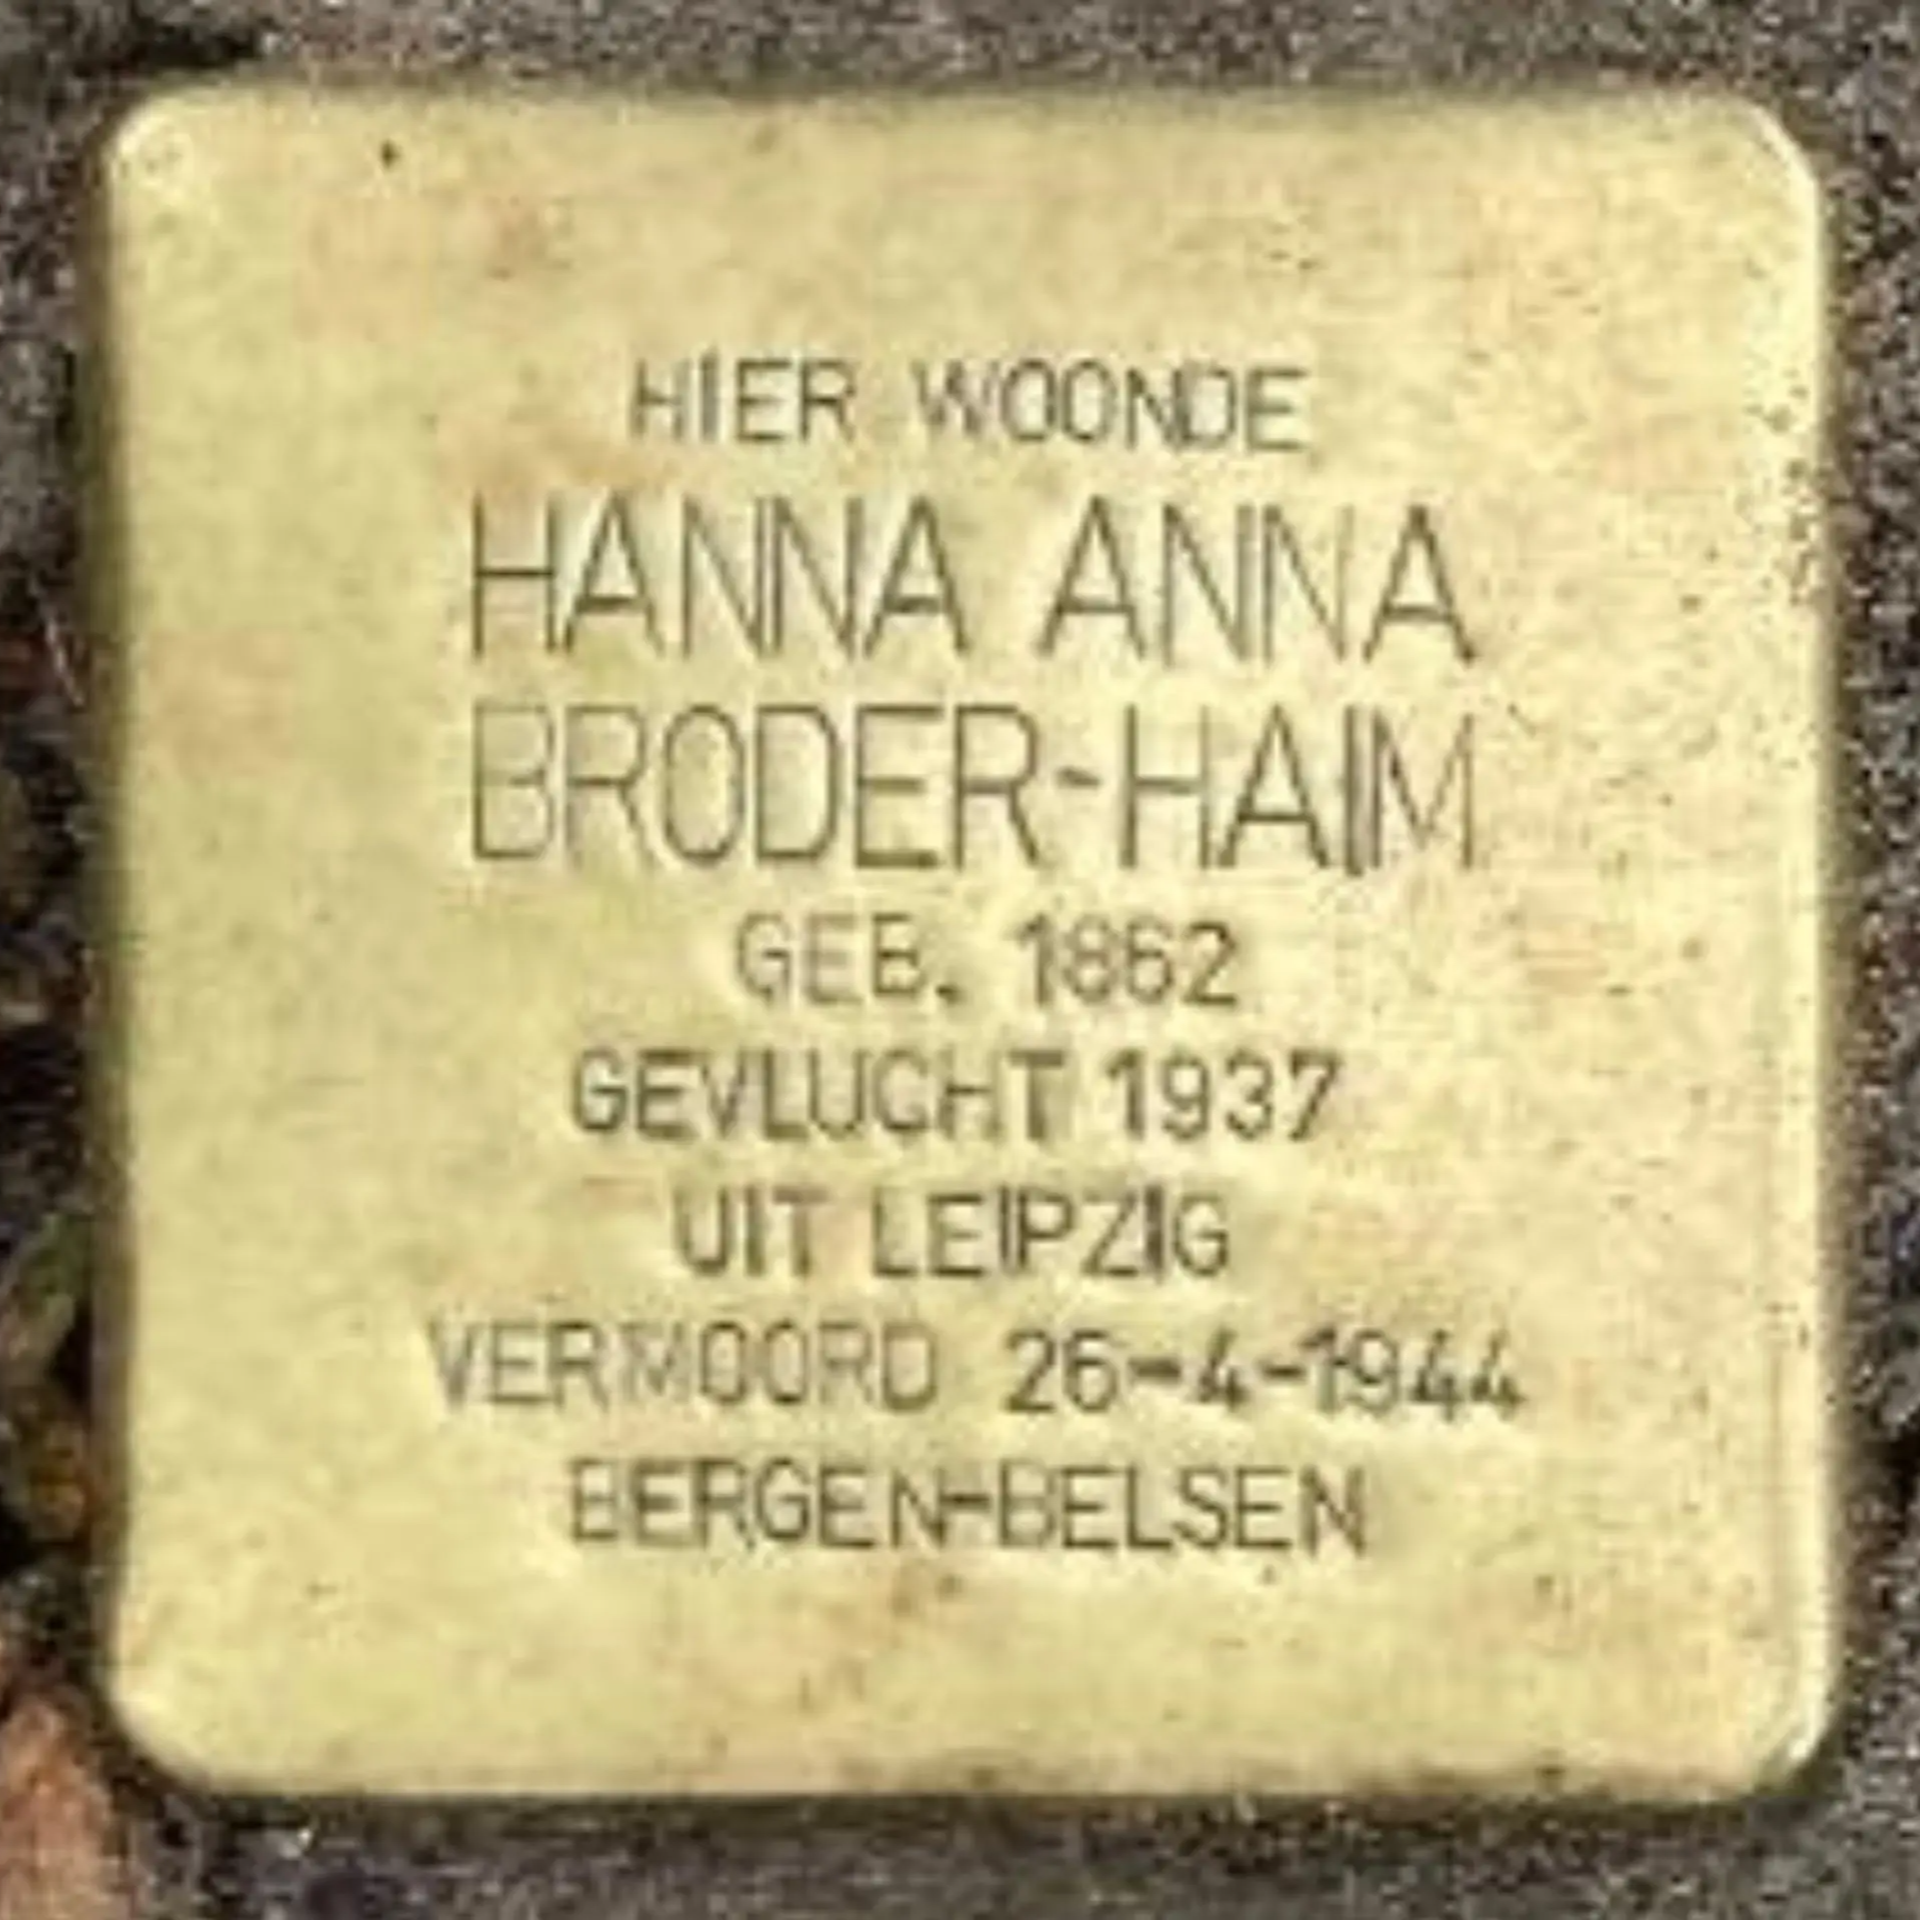 HIER WOONDE
HANNA ANNA
BRODER-HAIM
GEB. 1862
GEVLUCHT 1937
UIT LEIPZIG
VERMOORD 26-4-1944
BERGEN-BELSEN